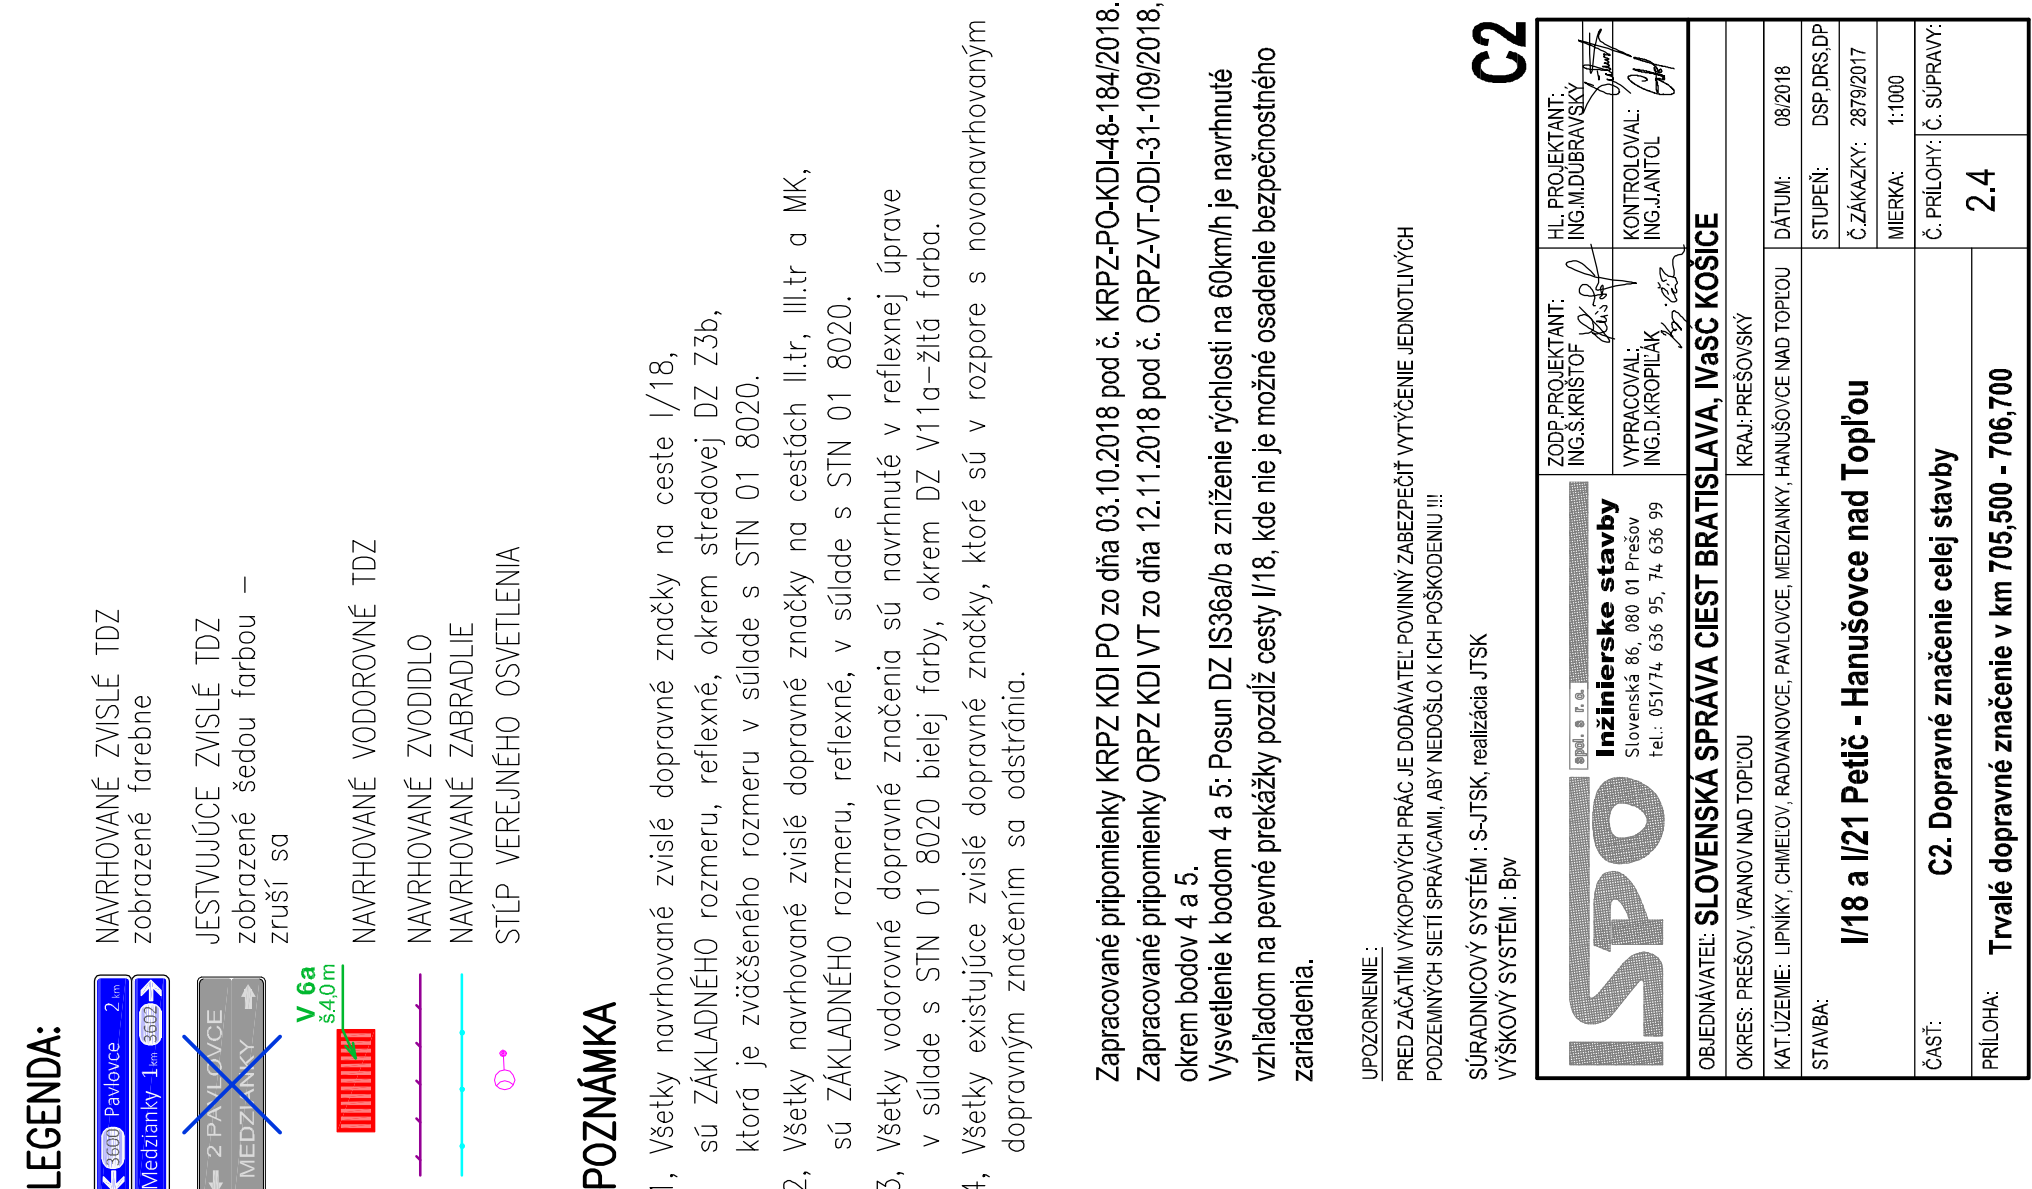 LEGENDA:
3600 Pavlovce 2 km
Medzianky 1 km 3602
NAVRHOVANÉ ZVISLÉ TDZ
zobrazené farebne
2 PAVLOVCE
MEDZIANKY
JESTVUJÚCE ZVISLÉ TDZ
zobrazené šedou farbou –
zruší sa
V 6a
š.4,0 m
NAVRHOVANÉ VODOROVNÉ TDZ
NAVRHOVANÉ ZVODIDLO
NAVRHOVANÉ ZABRADLIE
STĹP VEREJNÉHO OSVETLENIA
POZNÁMKA
1, Všetky navrhované zvislé dopravné značky na ceste I/18,
sú ZÁKLADNÉHO rozmeru, reflexné, okrem stredovej DZ Z3b,
ktorá je zväčšeného rozmeru v súlade s STN 01 8020.
2, Všetky navrhované zvislé dopravné značky na cestách II.tr, III.tr a MK,
sú ZÁKLADNÉHO rozmeru, reflexné, v súlade s STN 01 8020.
3, Všetky vodorovné dopravné značenia sú navrhnuté v reflexnej úprave
v súlade s STN 01 8020 bielej farby, okrem DZ V11a–žltá farba.
4, Všetky existujúce zvislé dopravné značky, ktoré sú v rozpore s novonavrhovaným
dopravným značením sa odstránia.
Zapracované pripomienky KRPZ KDI PO zo dňa 03.10.2018 pod č. KRPZ-PO-KDI-48-184/2018.
Zapracované pripomienky ORPZ KDI VT zo dňa 12.11.2018 pod č. ORPZ-VT-ODI-31-109/2018,
okrem bodov 4 a 5.
Vysvetlenie k bodom 4 a 5: Posun DZ IS36a/b a zníženie rýchlosti na 60km/h je navrhnuté
vzhľadom na pevné prekážky pozdĺž cesty I/18, kde nie je možné osadenie bezpečnostného
zariadenia.
UPOZORNENIE :
PRED ZAČATÍM VÝKOPOVÝCH PRÁC JE DODÁVATEĽ POVINNÝ ZABEZPEČIŤ VYTÝČENIE JEDNOTLIVÝCH
PODZEMNÝCH SIETÍ SPRÁVCAMI, ABY NEDOŠLO K ICH POŠKODENIU !!!
SÚRADNICOVÝ SYSTÉM : S-JTSK, realizácia JTSK
VÝŠKOVÝ SYSTÉM : Bpv
C2
ISPO
spol. s r. o.
Inžinierske stavby
Slovenská 86, 080 01 Prešov
tel.: 051/74 636 95, 74 636 99
ZODP.PROJEKTANT:
ING.Š.KRIŠTOF
HL. PROJEKTANT:
ING.M.DÚBRAVSKÝ
VYPRACOVAL:
ING.D.KROPIĽÁK
KONTROLOVAL:
ING.J.ANTOL
OBJEDNÁVATEĽ: SLOVENSKÁ SPRÁVA CIEST BRATISLAVA, IVaSC KOŠICE
OKRES: PREŠOV, VRANOV NAD TOPĽOU
KRAJ: PREŠOVSKÝ
KAT.ÚZEMIE: LIPNÍKY, CHMEĽOV, RADVANOVCE, PAVLOVCE, MEDZIANKY, HANUŠOVCE NAD TOPĽOU
DÁTUM: 08/2018
STAVBA:
I/18 a I/21 Petič - Hanušovce nad Topľou
STUPEŇ: DSP,DRS,DP
Č.ZÁKAZKY: 2879/2017
MIERKA: 1:1000
ČASŤ:
C2. Dopravné značenie celej stavby
Č. PRÍLOHY:
2.4
Č. SÚPRAVY:
PRÍLOHA:
Trvalé dopravné značenie v km 705,500 - 706,700